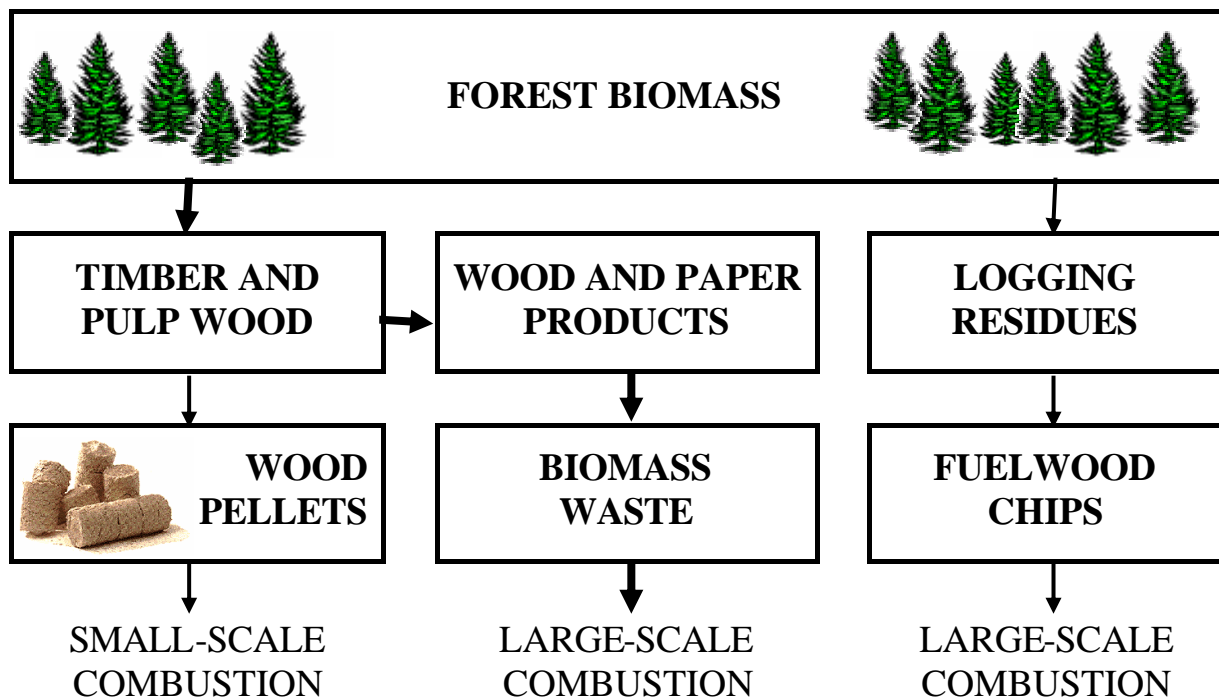 FOREST BIOMASS
TIMBER AND
PULP WOOD
WOOD AND PAPER
PRODUCTS
LOGGING
RESIDUES
WOOD
PELLETS
BIOMASS
WASTE
FUELWOOD
CHIPS
SMALL-SCALE
COMBUSTION
LARGE-SCALE
COMBUSTION
LARGE-SCALE
COMBUSTION